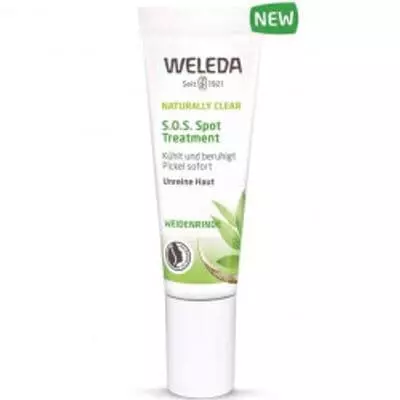 NEW
WELEDA
Seit 1921
NATURALLY CLEAR
S.O.S. Spot
Treatment
Kühlt und beruhigt
Pickel sofort
Unreine Haut
WEIDENRINDE